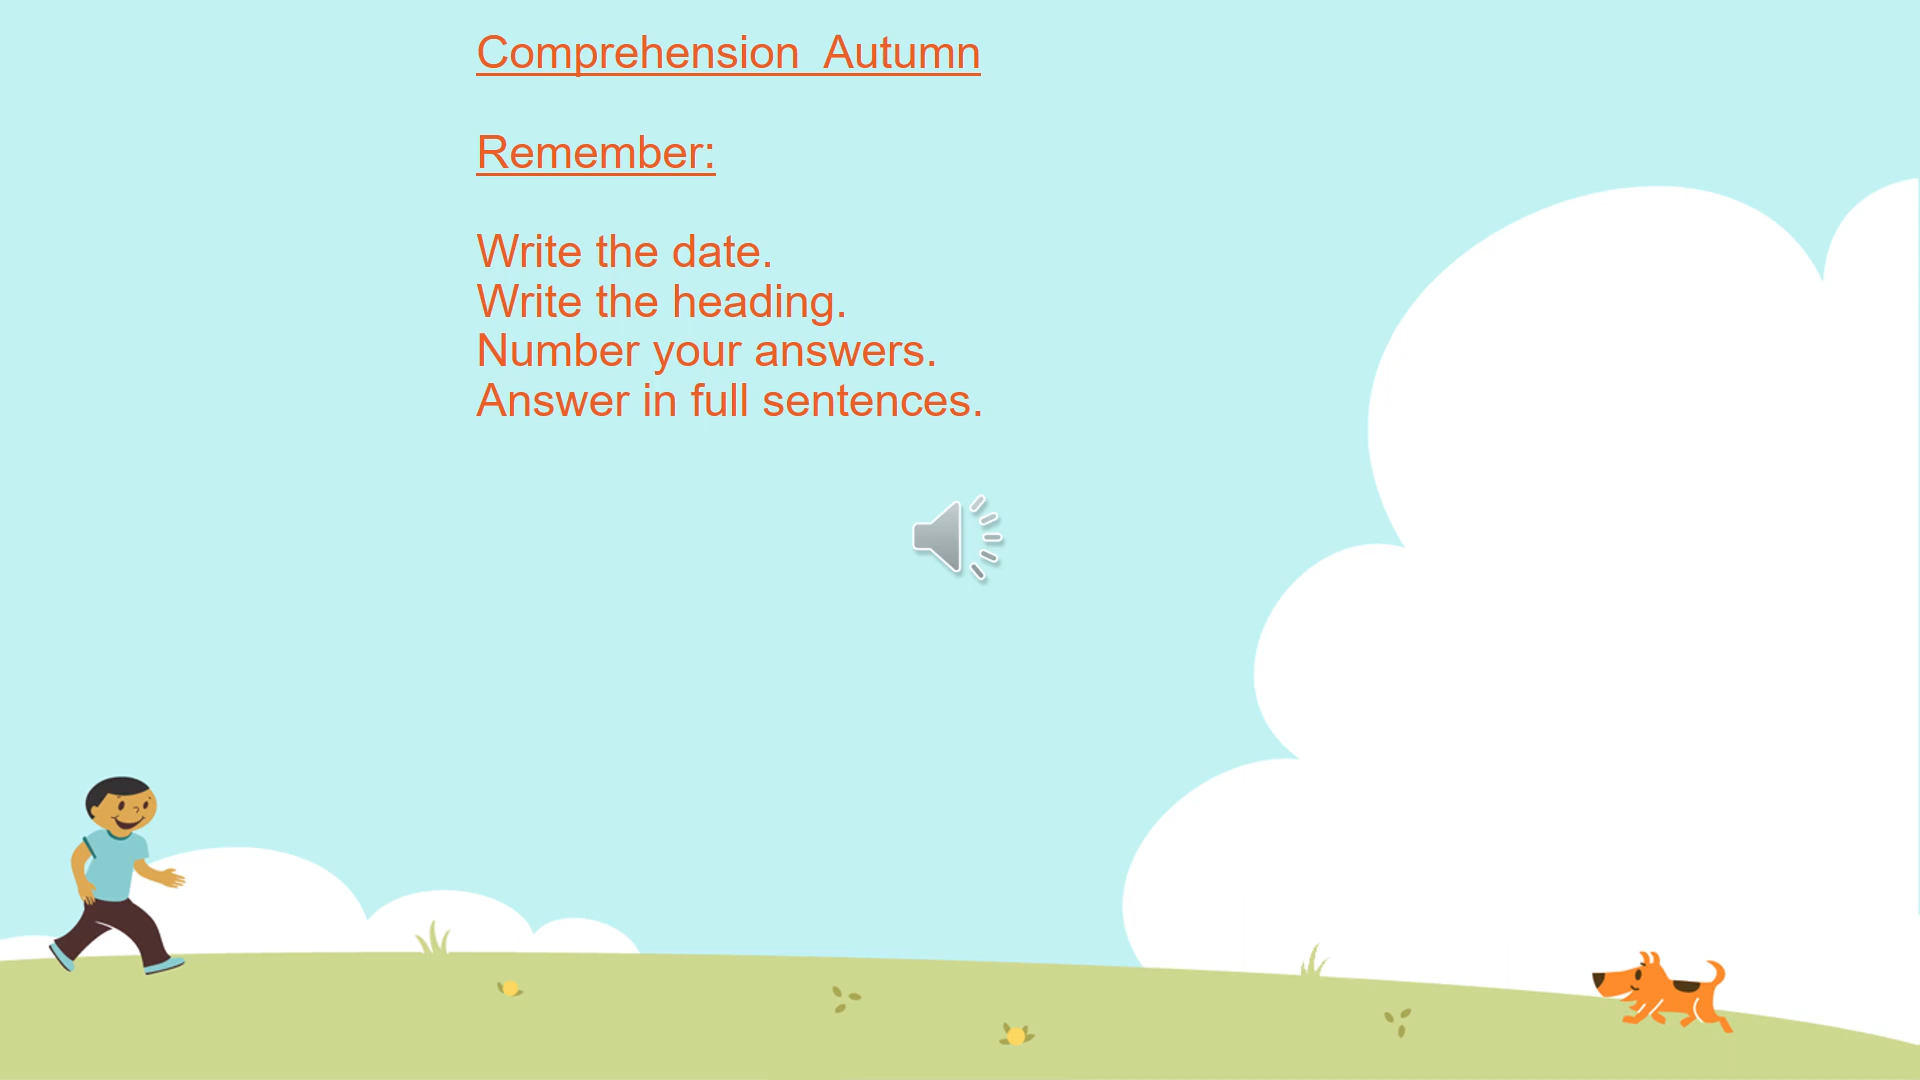 Comprehension  Autumn
Remember:
Write the date.
Write the heading.
Number your answers.
Answer in full sentences.